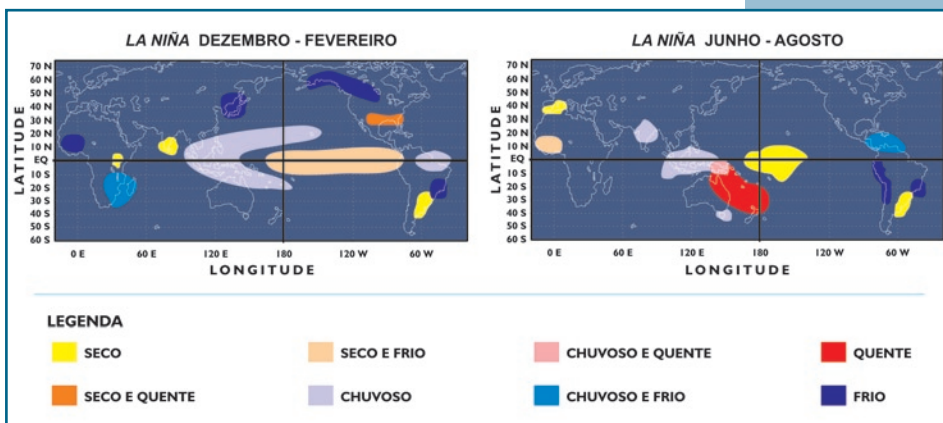 LA NIÑA DEZEMBRO - FEVEREIRO
70 N
60 N
50 N
40 N
30 N
20 N
10 N
EQ
10 S
20 S
30 S
40 S
50 S
60 S
LATITUDE
0 E 60 E 120 E 180 120 W 60 W
LONGITUDE
LA NIÑA JUNHO - AGOSTO
70 N
60 N
50 N
40 N
30 N
20 N
10 N
EQ
10 S
20 S
30 S
40 S
50 S
60 S
LATITUDE
0 E 60 E 120 E 180 120 W 60 W
LONGITUDE
LEGENDA
SECO SECO E FRIO CHUVOSO E QUENTE QUENTE
SECO E QUENTE CHUVOSO CHUVOSO E FRIO FRIO